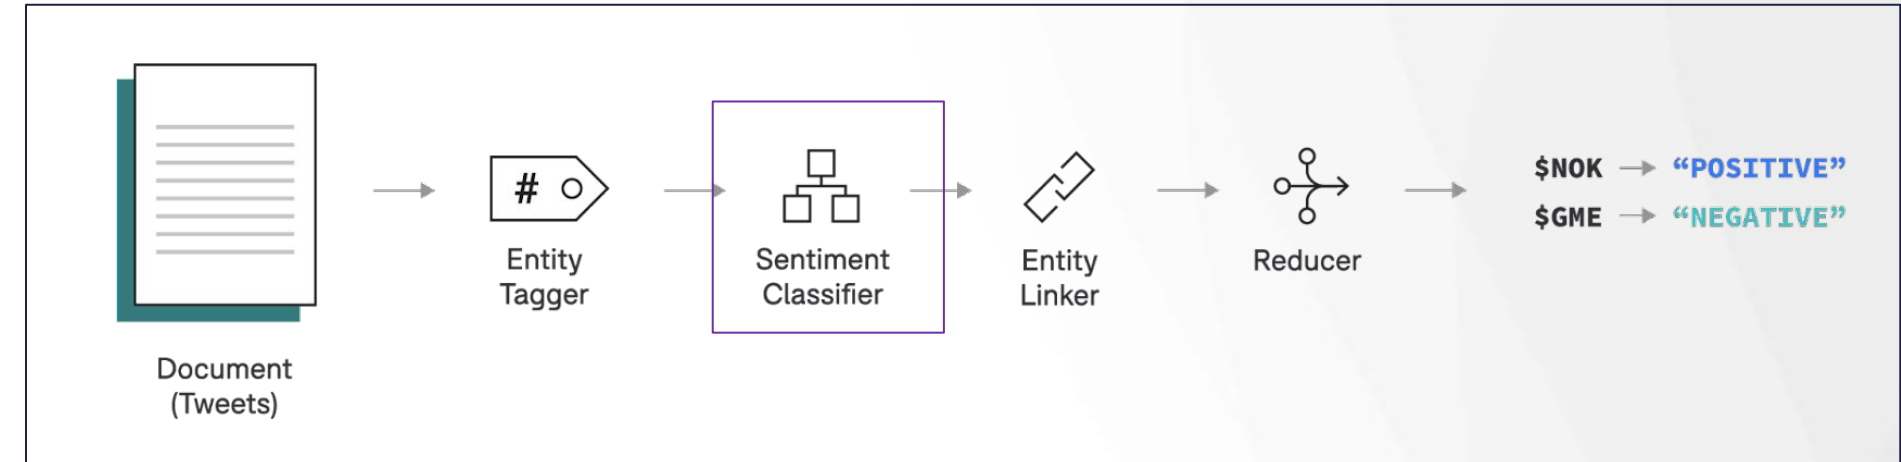 Document
(Tweets)
#
Entity
Tagger
Sentiment
Classifier
Entity
Linker
Reducer
$NOK “POSITIVE”
$GME “NEGATIVE”